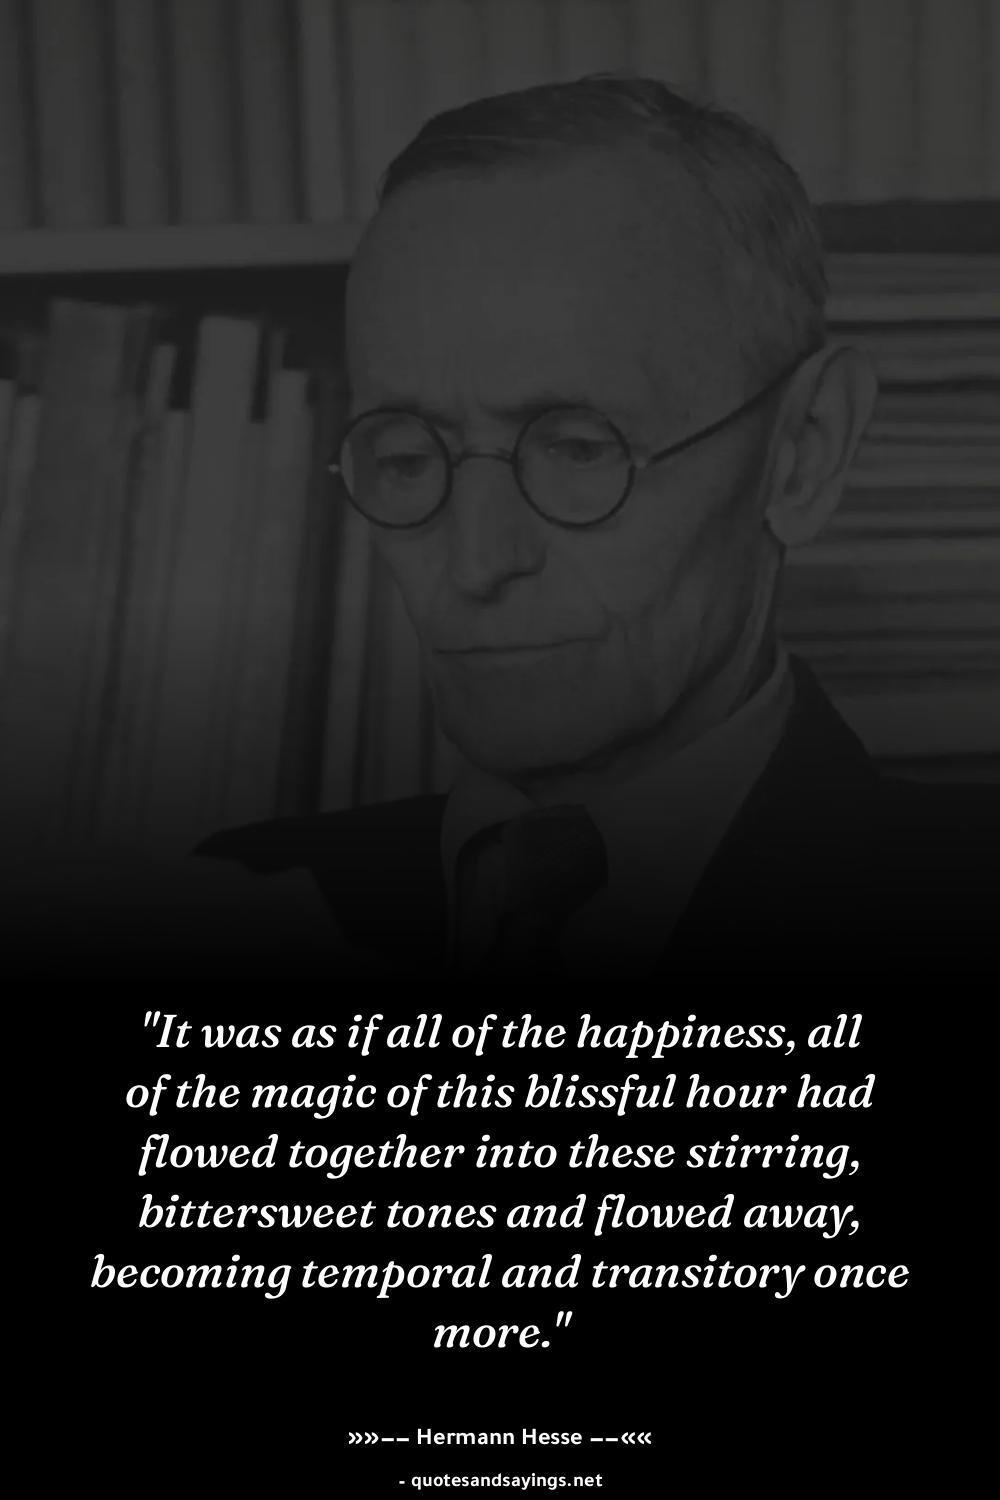 "It was as if all of the happiness, all
of the magic of this blissful hour had
flowed together into these stirring,
bittersweet tones and flowed away,
becoming temporal and transitory once
more."
»»–– Hermann Hesse ––««
- quotesandsayings.net